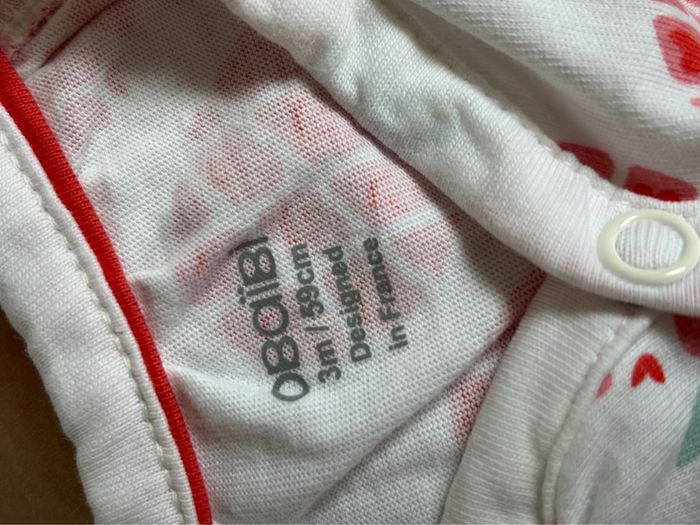 OBaïBi
3m / 59cm
Designed
in France